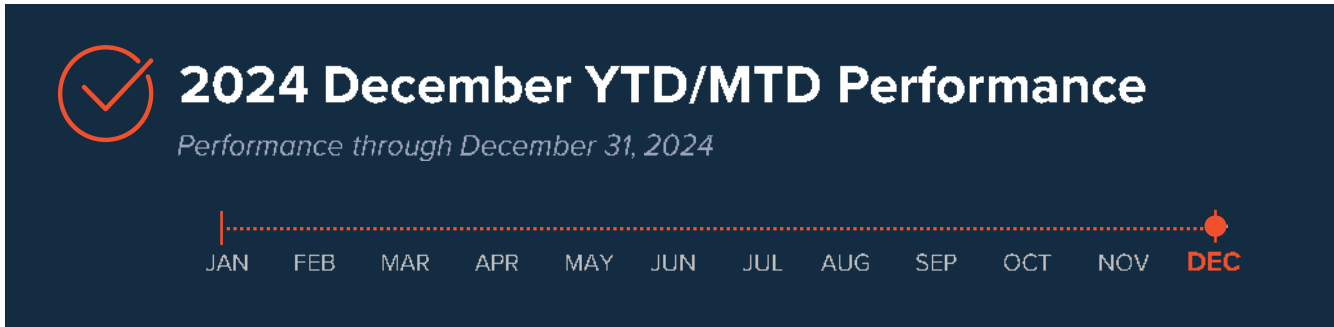 2024 December YTD/MTD Performance
Performance through December 31, 2024
JAN FEB MAR APR MAY JUN JUL AUG SEP OCT NOV DEC